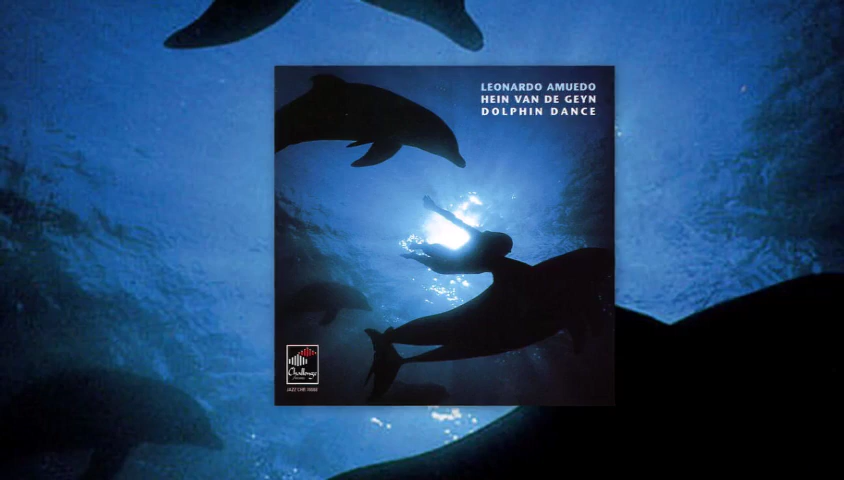 LEONARDO AMUEDO
HEIN VAN DE GEYN
DOLPHIN DANCE
Challenge